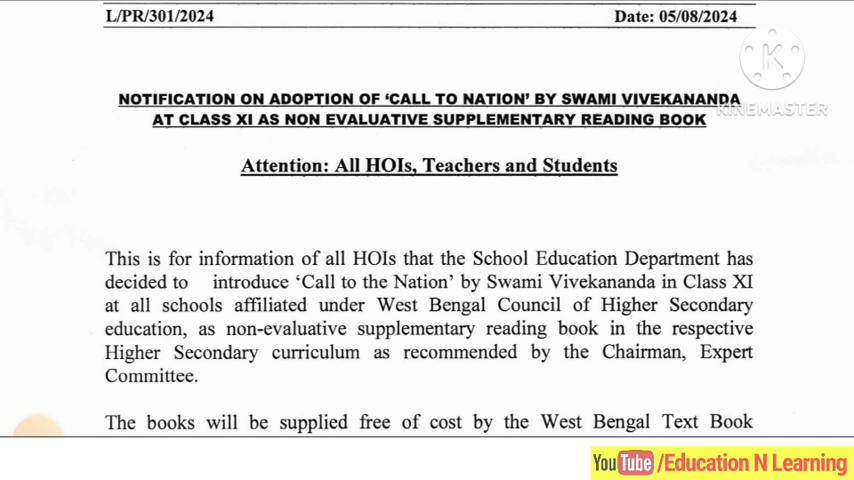 L/PR/301/2024 Date: 05/08/2024
K
KINEMASTER
NOTIFICATION ON ADOPTION OF ‘CALL TO NATION’ BY SWAMI VIVEKANANDA
AT CLASS XI AS NON EVALUATIVE SUPPLEMENTARY READING BOOK
Attention: All HOIs, Teachers and Students
This is for information of all HOIs that the School Education Department has
decided to introduce ‘Call to the Nation’ by Swami Vivekananda in Class XI
at all schools affiliated under West Bengal Council of Higher Secondary
education, as non-evaluative supplementary reading book in the respective
Higher Secondary curriculum as recommended by the Chairman, Expert
Committee.
The books will be supplied free of cost by the West Bengal Text Book
YouTube/Education N Learning